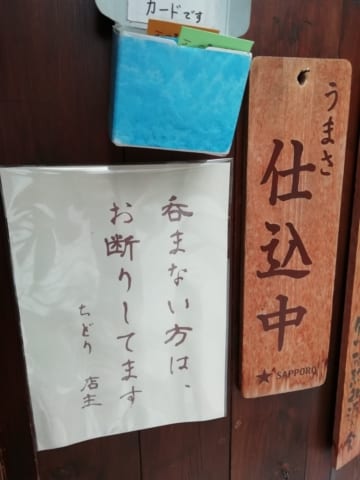 カードです
うまさ
仕込中
★SAPPORO
呑まない方は、
お断りしてます
ちどり 店主